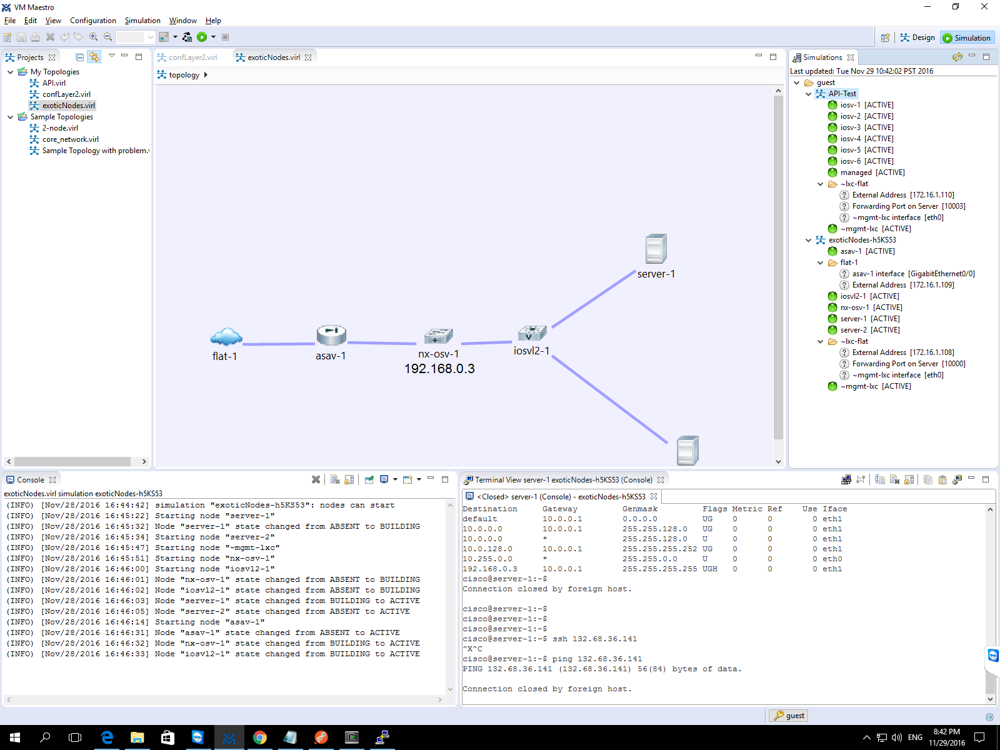 VM Maestro
File Edit View Configuration Simulation Window Help
Design Simulation
Projects
My Topologies
API.virl
confLayer2.virl
exoticNodes.virl
Sample Topologies
2-node.virl
core_network.virl
Sample Topology with problem.v
confLayer2.virl exoticNodes.virl
topology
server-1
flat-1
asav-1
nx-osv-1
192.168.0.3
iosvl2-1
Simulations
Last updated: Tue Nov 29 10:42:02 PST 2016
guest
API-Test
iosv-1 [ACTIVE]
iosv-2 [ACTIVE]
iosv-3 [ACTIVE]
iosv-4 [ACTIVE]
iosv-5 [ACTIVE]
iosv-6 [ACTIVE]
managed [ACTIVE]
~lxc-flat
External Address [172.16.1.110]
Forwarding Port on Server [10003]
~mgmt-lxc interface [eth0]
~mgmt-lxc [ACTIVE]
exoticNodes-h5KS53
asav-1 [ACTIVE]
flat-1
asav-1 interface [GigabitEthernet0/0]
External Address [172.16.1.109]
iosvl2-1 [ACTIVE]
nx-osv-1 [ACTIVE]
server-1 [ACTIVE]
server-2 [ACTIVE]
~lxc-flat
External Address [172.16.1.108]
Forwarding Port on Server [10000]
~mgmt-lxc interface [eth0]
~mgmt-lxc [ACTIVE]
Console
exoticNodes.virl simulation exoticNodes-h5KS53
(INFO) [Nov/28/2016 16:44:42] simulation "exoticNodes-h5KS53": nodes can start
(INFO) [Nov/28/2016 16:45:22] Starting node "server-1"
(INFO) [Nov/28/2016 16:45:32] Node "server-1" state changed from ABSENT to BUILDING
(INFO) [Nov/28/2016 16:45:34] Starting node "server-2"
(INFO) [Nov/28/2016 16:45:47] Starting node "~mgmt-lxc"
(INFO) [Nov/28/2016 16:45:51] Starting node "nx-osv-1"
(INFO) [Nov/28/2016 16:46:00] Starting node "iosvl2-1"
(INFO) [Nov/28/2016 16:46:01] Node "nx-osv-1" state changed from ABSENT to BUILDING
(INFO) [Nov/28/2016 16:46:02] Node "iosvl2-1" state changed from ABSENT to BUILDING
(INFO) [Nov/28/2016 16:46:03] Node "server-1" state changed from BUILDING to ACTIVE
(INFO) [Nov/28/2016 16:46:05] Node "server-2" state changed from ABSENT to ACTIVE
(INFO) [Nov/28/2016 16:46:14] Starting node "asav-1"
(INFO) [Nov/28/2016 16:46:31] Node "asav-1" state changed from ABSENT to ACTIVE
(INFO) [Nov/28/2016 16:46:32] Node "nx-osv-1" state changed from BUILDING to ACTIVE
(INFO) [Nov/28/2016 16:46:33] Node "iosvl2-1" state changed from BUILDING to ACTIVE
Terminal View server-1 exoticNodes-h5KS53 (Console)
<Closed> server-1 (Console) - exoticNodes-h5KS53
Destination Gateway Genmask Flags Metric Ref Use Iface
default 10.0.0.1 0.0.0.0 UG 0 0 0 eth1
10.0.0.0 10.0.0.1 255.255.128.0 UG 0 0 0 eth1
10.0.0.0 * 255.255.128.0 U 0 0 0 eth1
10.0.128.0 10.0.0.1 255.255.255.252 UG 0 0 0 eth1
10.255.0.0 * 255.255.0.0 U 0 0 0 eth0
192.168.0.3 10.0.0.1 255.255.255.255 UGH 0 0 0 eth1
cisco@server-1:~$
Connection closed by foreign host.
cisco@server-1:~$
cisco@server-1:~$
cisco@server-1:~$
cisco@server-1:~$ ssh 132.68.36.141
^X^C
cisco@server-1:~$ ping 132.68.36.141
PING 132.68.36.141 (132.68.36.141) 56(84) bytes of data.
Connection closed by foreign host.
guest
ENG
8:42 PM
11/29/2016